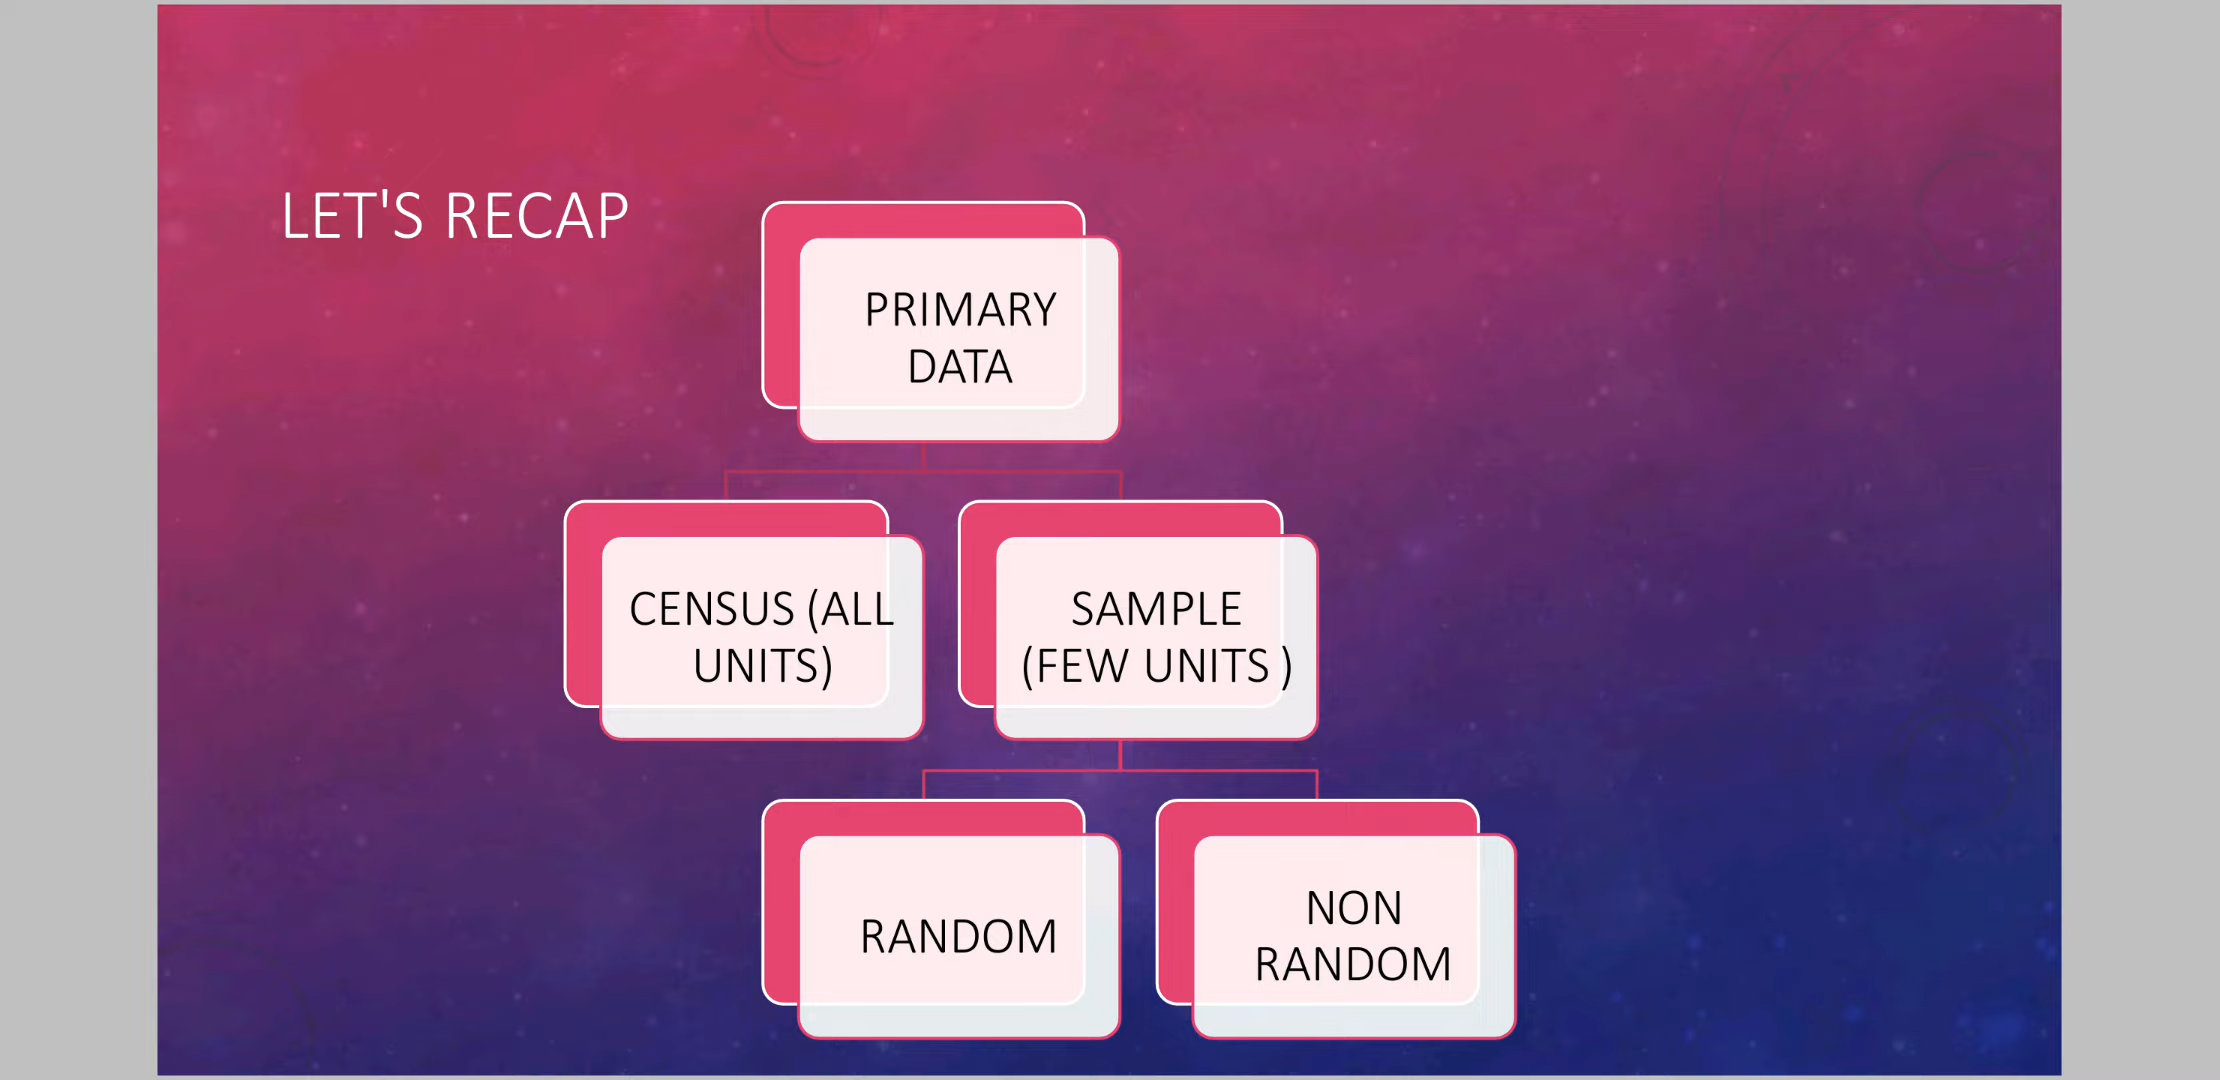 LET'S RECAP
PRIMARY
DATA
CENSUS (ALL
UNITS)
SAMPLE
(FEW UNITS )
RANDOM
NON
RANDOM